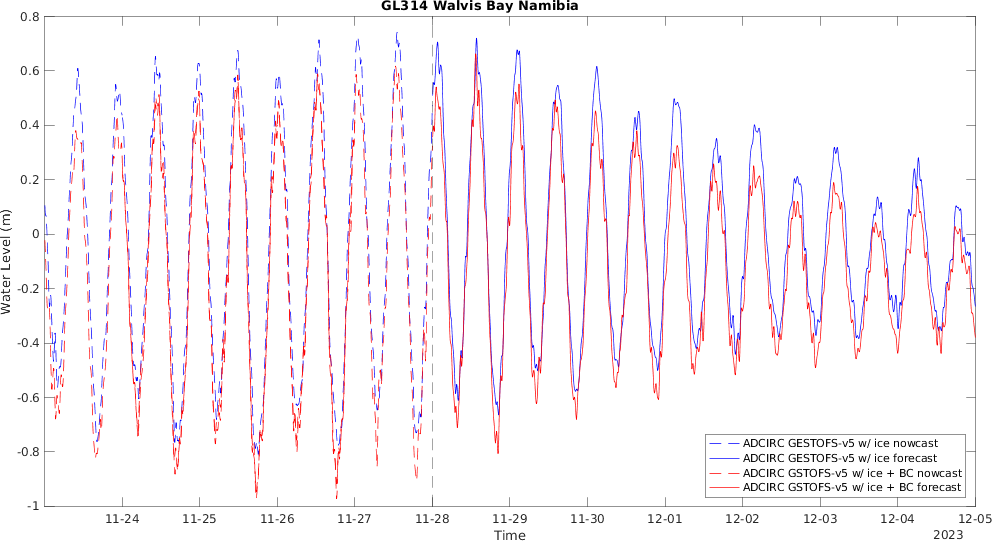 GL314 Walvis Bay Namibia
0.8
0.6
0.4
0.2
0
-0.2
-0.4
-0.6
-0.8
-1
Water Level (m)
ADCIRC GESTOFS-v5 w/ ice nowcast
ADCIRC GESTOFS-v5 w/ ice forecast
ADCIRC GSTOFS-v5 w/ ice + BC nowcast
ADCIRC GSTOFS-v5 w/ ice + BC forecast
11-24 11-25 11-26 11-27 11-28 11-29 11-30 12-01 12-02 12-03 12-04 12-05
Time
2023